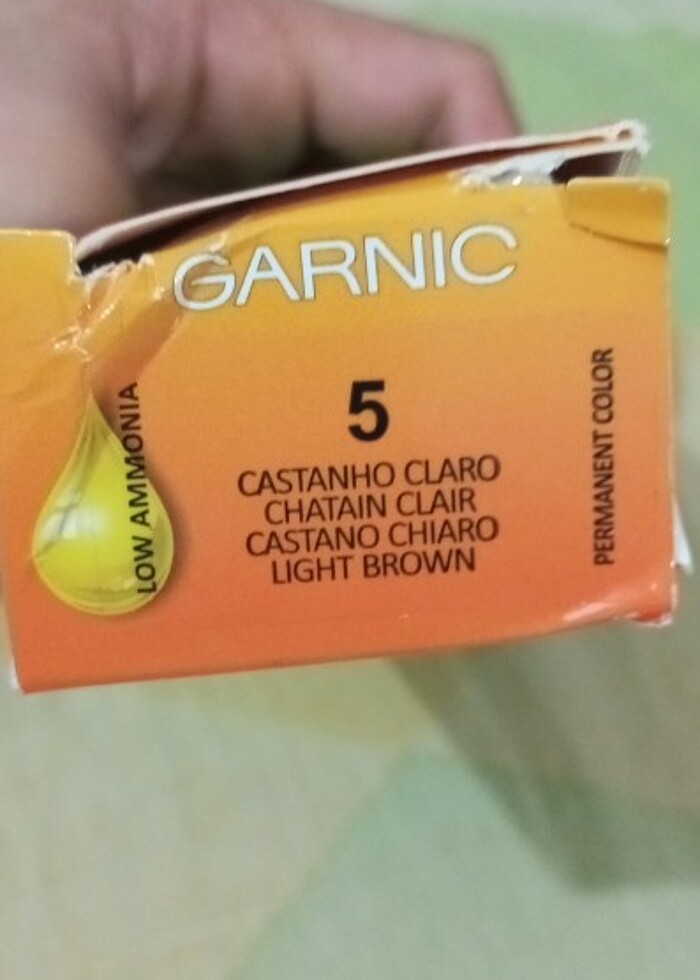 GARNIC
5
CASTANHO CLARO
CHATAIN CLAIR
CASTANO CHIARO
LIGHT BROWN
LOW AMMONIA
PERMANENT COLOR